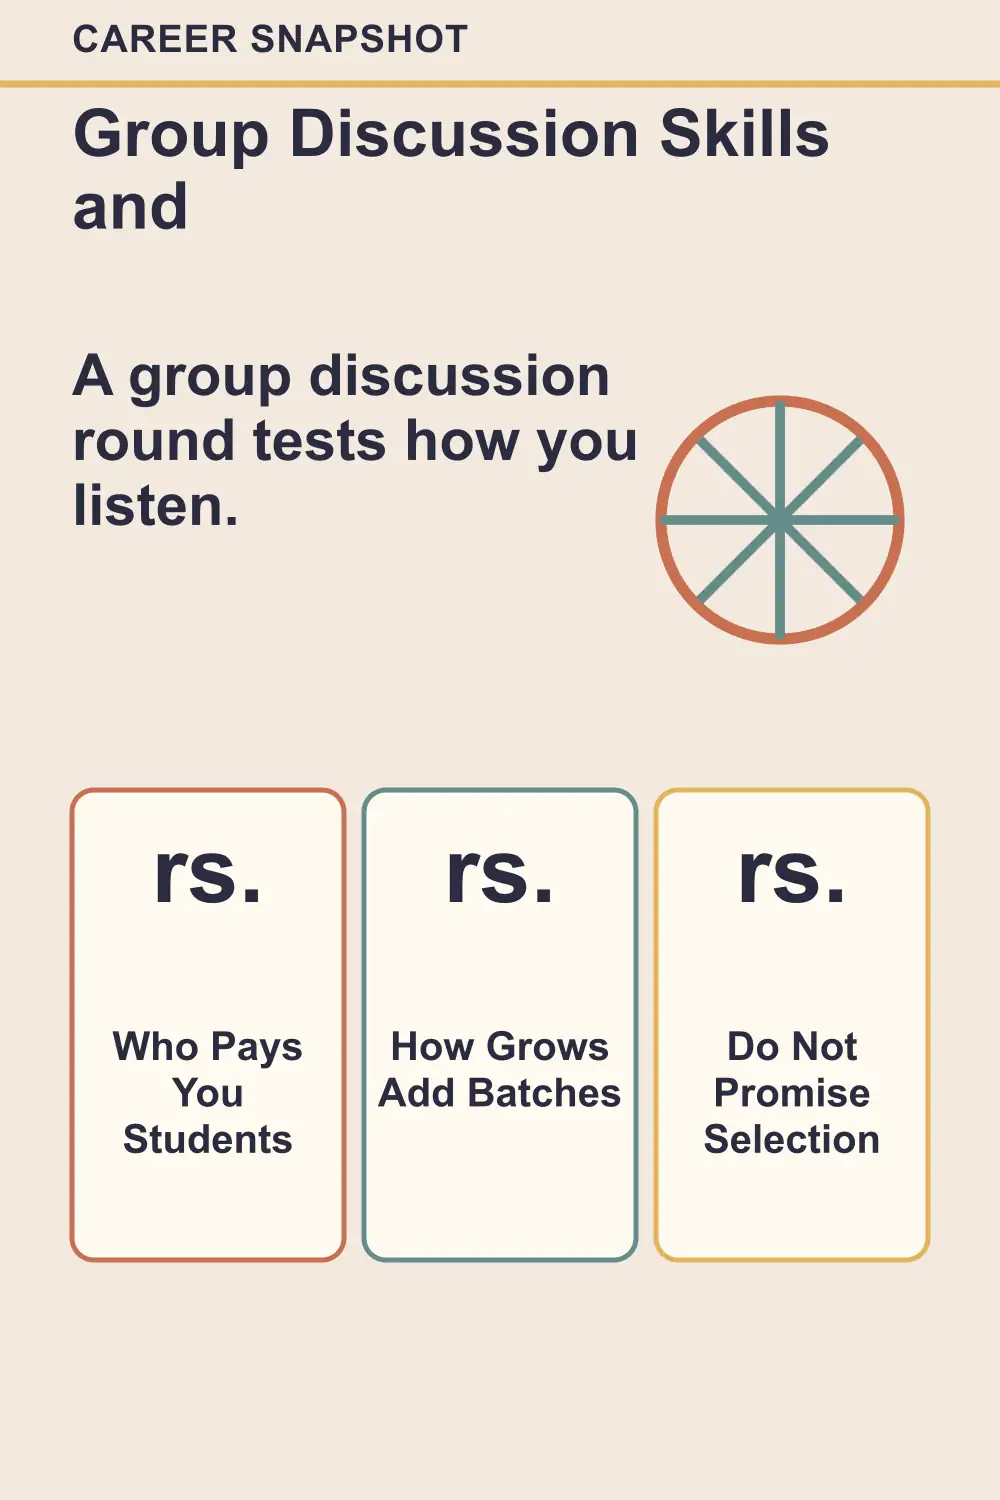 CAREER SNAPSHOT
Group Discussion Skills
and
A group discussion
round tests how you
listen.
rs.
Who Pays
You
Students
rs.
How Grows
Add Batches
rs.
Do Not
Promise
Selection